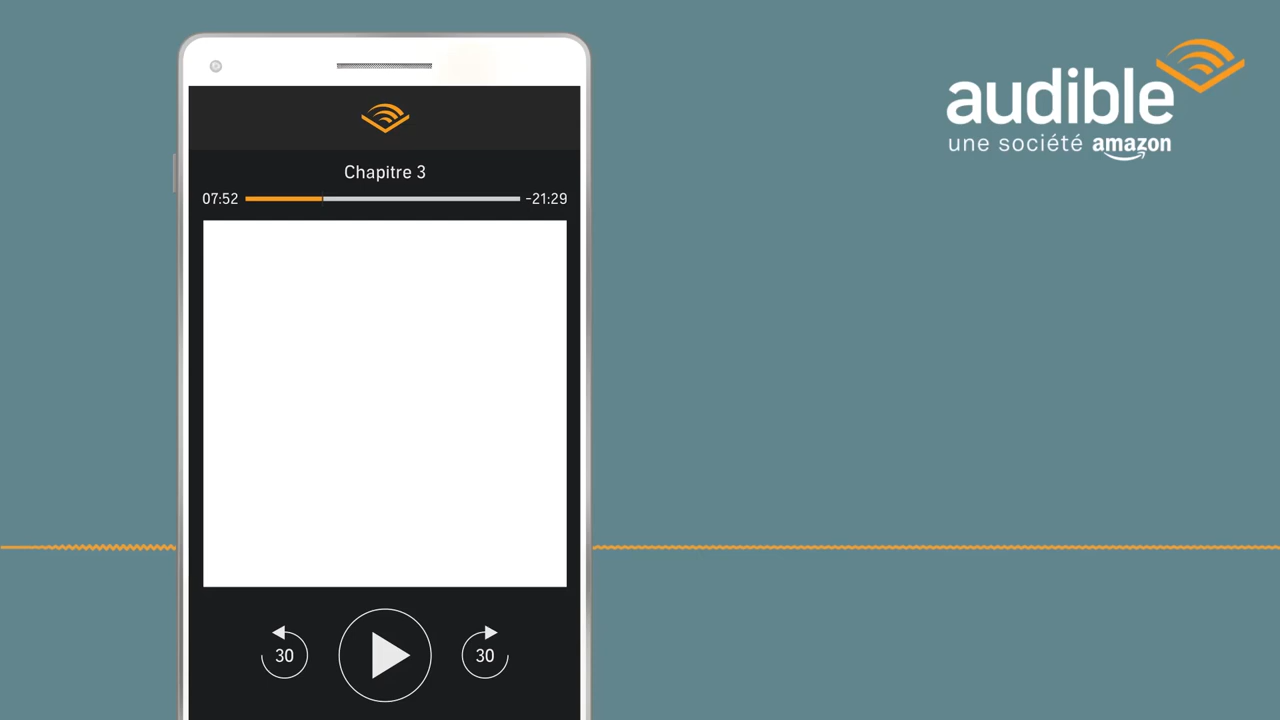 audible
une société amazon
Chapitre 3
07:52 -21:29
30 30